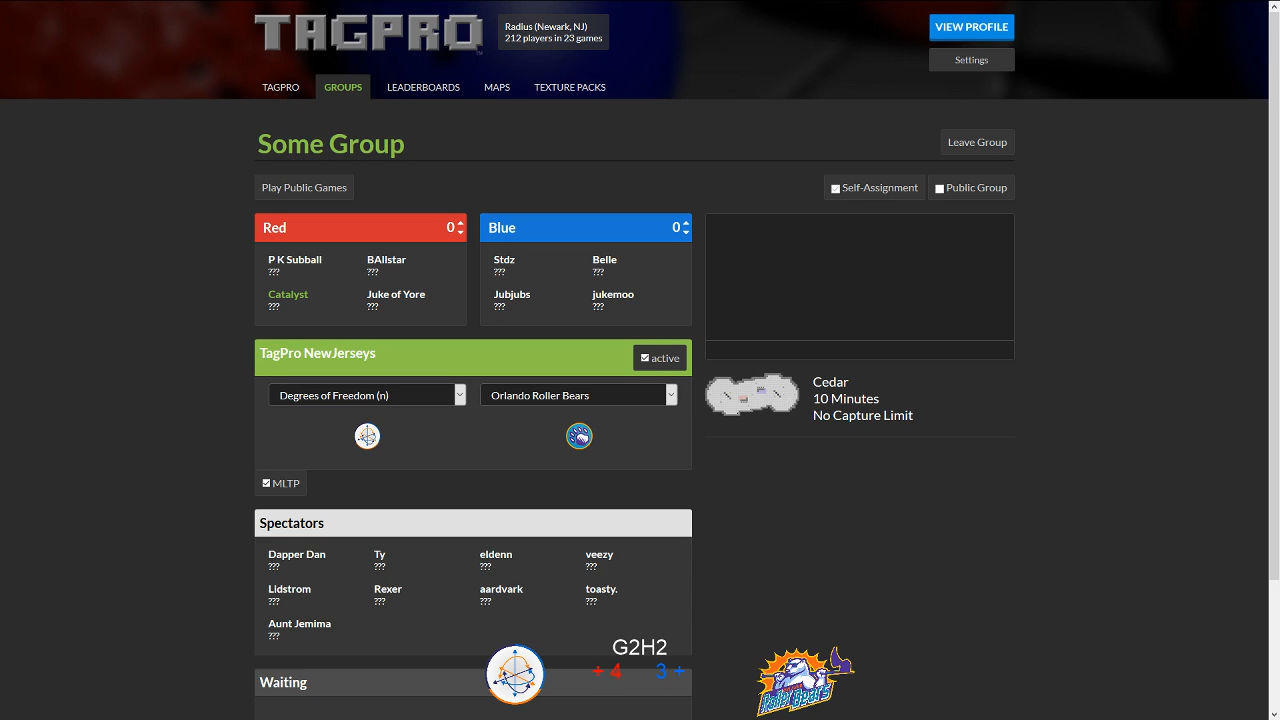 TAGPRO
Radius (Newark, NJ)
212 players in 23 games
VIEW PROFILE
Settings
TAGPRO GROUPS LEADERBOARDS MAPS TEXTURE PACKS
Some Group
Leave Group
Play Public Games
Self-Assignment
Public Group
Red 0
Blue 0
P K Subball BAllstar
??? ???
Catalyst Juke of Yore
??? ???
Stdz Belle
??? ???
Jubjubs jukemoo
??? ???
TagPro NewJerseys
active
Degrees of Freedom (n)
Orlando Roller Bears
MLTP
Cedar
10 Minutes
No Capture Limit
Spectators
Dapper Dan Ty eldenn veezy
??? ??? ??? ???
Lidstrom Rexer aardvark toasty.
??? ??? ??? ???
Aunt Jemima
???
Waiting
G2H2
+ 4 3 +
Roller Bears